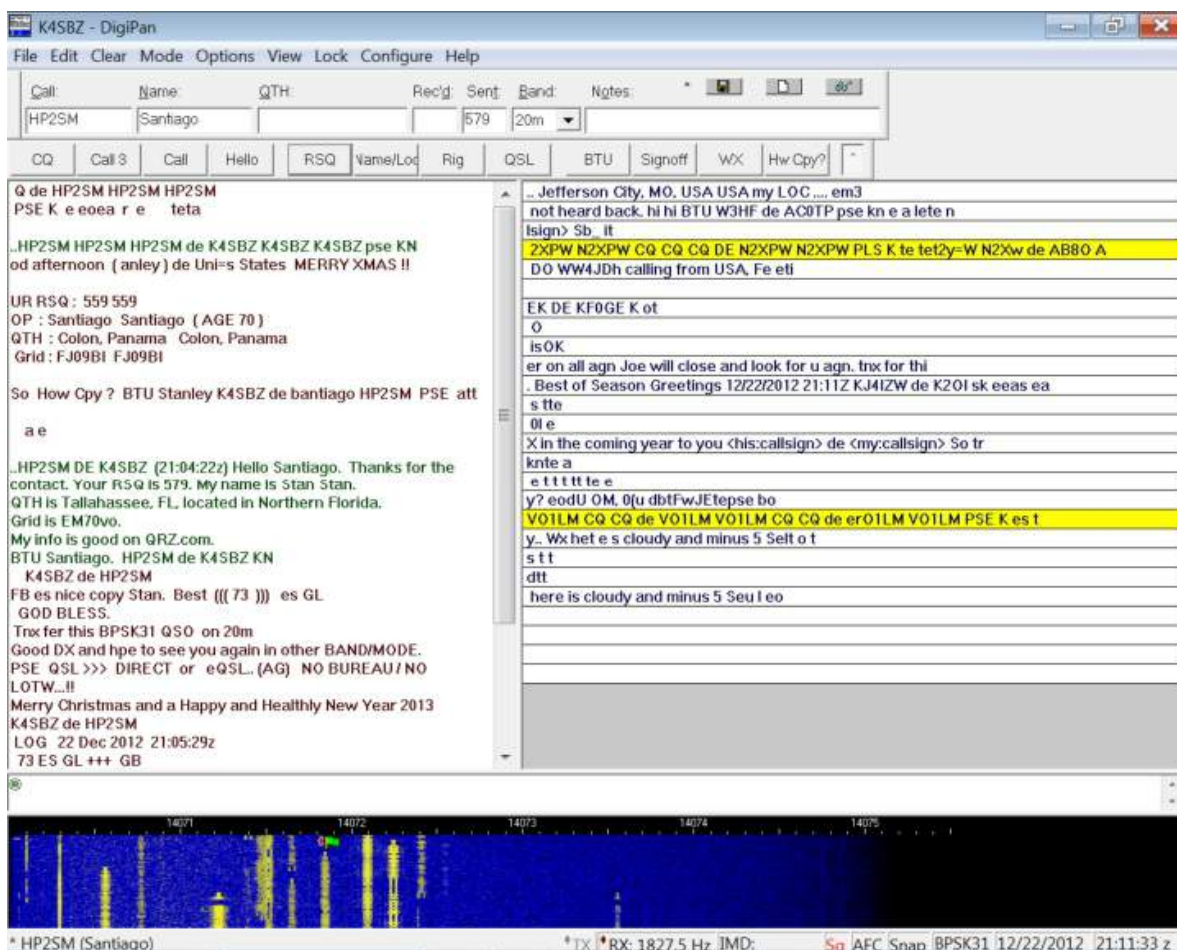 K4SBZ - DigiPan
File Edit Clear Mode Options View Lock Configure Help
Call: Name: QTH: Rec'd: Sent: Band: Notes:
HP2SM Santiago 579 20m
CQ Call 3 Call Hello RSQ Name/Loc Rig QSL BTU Signoff WX Hw Cpy?
Q de HP2SM HP2SM HP2SM
PSE K e eoea r e teta
..HP2SM HP2SM HP2SM de K4SBZ K4SBZ K4SBZ pse KN
od afternoon ( anley ) de Uni=s States MERRY XMAS !!
UR RSQ : 559 559
OP : Santiago Santiago ( AGE 70 )
QTH : Colon, Panama Colon, Panama
Grid : FJ09BI FJ09BI
So How Cpy ? BTU Stanley K4SBZ de bantiago HP2SM PSE att
a e
..HP2SM DE K4SBZ (21:04:22z) Hello Santiago. Thanks for the
contact. Your RSQ is 579. My name is Stan Stan.
QTH is Tallahassee, FL, located in Northern Florida.
Grid is EM70vo.
My info is good on QRZ.com.
BTU Santiago. HP2SM de K4SBZ KN
K4SBZ de HP2SM
FB es nice copy Stan. Best ((( 73 ))) es GL
GOD BLESS.
Tnx fer this BPSK31 QSO on 20m
Good DX and hpe to see you again in other BAND/MODE.
PSE QSL >>> DIRECT or eQSL.. (AG) NO BUREAU / NO
LOTW...!!
Merry Christmas and a Happy and Healthly New Year 2013
K4SBZ de HP2SM
LOG 22 Dec 2012 21:05:29z
73 ES GL +++ GB
.. Jefferson City, MO. USA USA my LOC .... em3
not heard back. hi hi BTU W3HF de AC0TP pse kn e a lete n
lsign> Sb_ it
2XPW N2XPW CQ CQ CQ DE N2XPW N2XPW PLS K te tet2y=W N2Xw de AB8O A
DO WW4JDh calling from USA, Fe eti
EK DE KF0GE K ot
O
is OK
er on all agn Joe will close and look for u agn. tnx for thi
. Best of Season Greetings 12/22/2012 21:11Z KJ4IZW de K2OI sk eeas ea
s tte
0l e
X in the coming year to you <his:callsign> de <my:callsign> So tr
knte a
e t t t tt te e
y? eodU OM, 0[u dbtFwJEtepse bo
VO1LM CQ CQ de VO1LM VO1LM CQ CQ de erO1LM VO1LM PSE K es t
y.. Wx het e s cloudy and minus 5 Selt o t
s t t
dtt
here is cloudy and minus 5 Seu l eo
14071 14072 14073 14074 14075
* HP2SM (Santiago) TX RX: 1827.5 Hz IMD: Sq AFC Snap BPSK31 12/22/2012 21:11:33 z